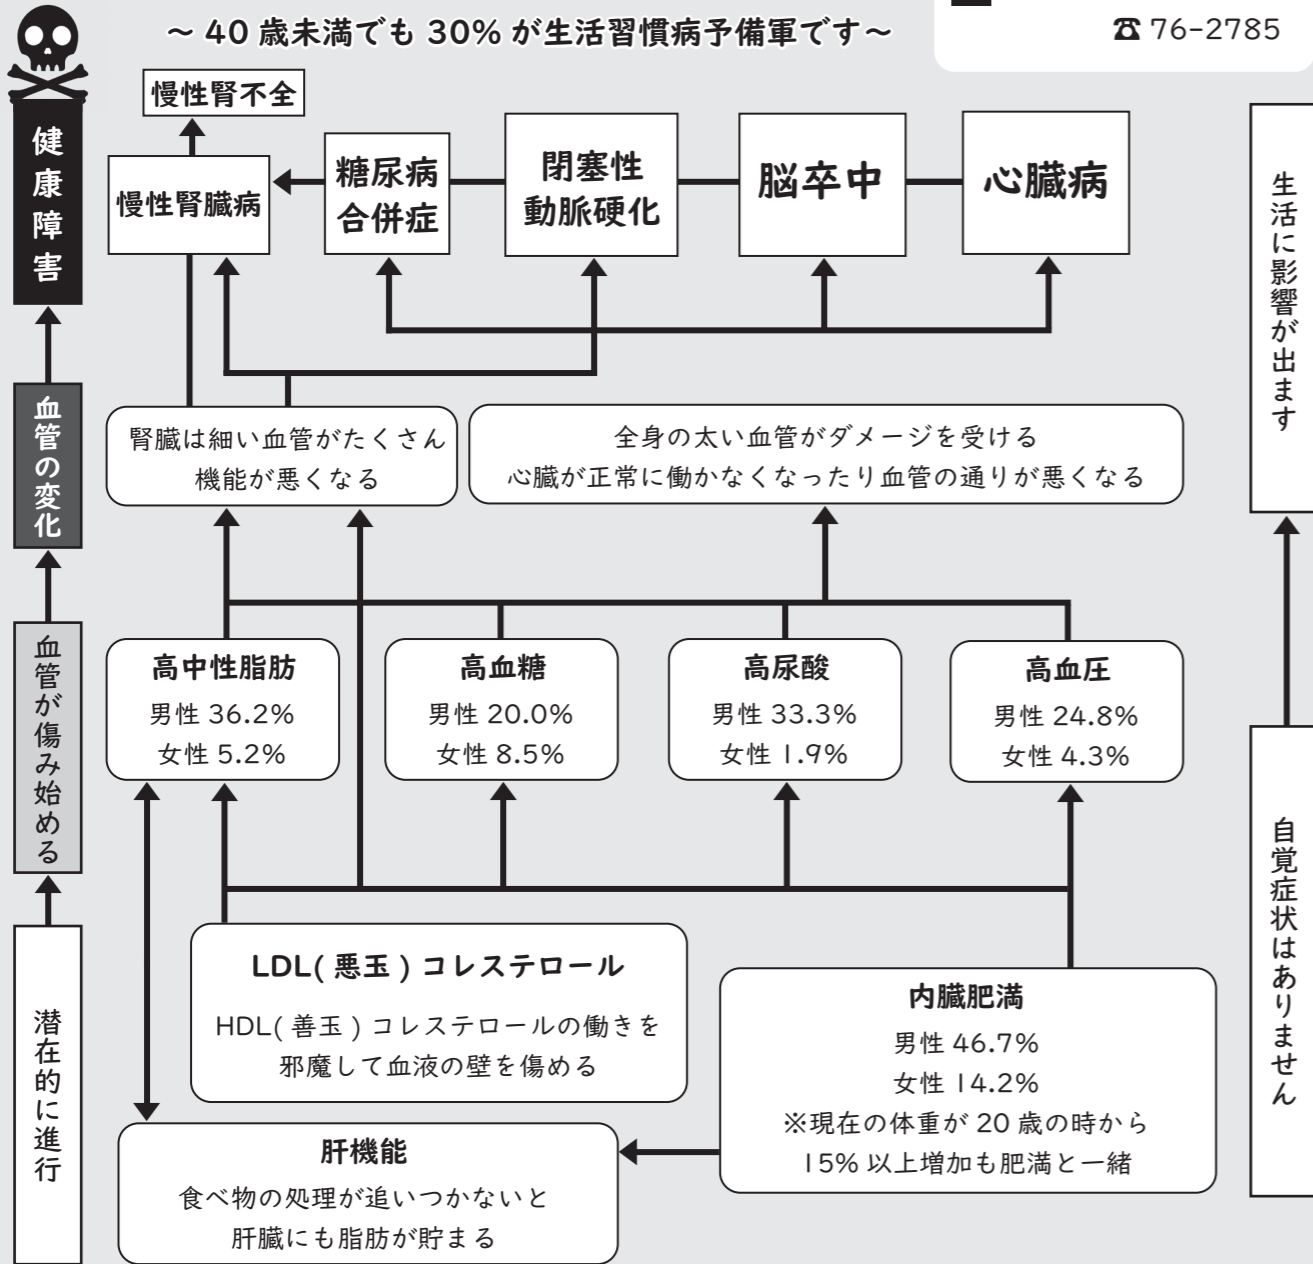 ～ 40 歳未満でも 30% が生活習慣病予備軍です～
☎ 76-2785
健康障害
血管の変化
血管が傷み始める
潜在的に進行
慢性腎不全
慢性腎臓病
糖尿病
合併症
閉塞性
動脈硬化
脳卒中
心臓病
腎臓は細い血管がたくさん
機能が悪くなる
全身の太い血管がダメージを受ける
心臓が正常に働かなくなったり血管の通りが悪くなる
高中性脂肪
男性 36.2%
女性 5.2%
高血糖
男性 20.0%
女性 8.5%
高尿酸
男性 33.3%
女性 1.9%
高血圧
男性 24.8%
女性 4.3%
LDL( 悪玉 ) コレステロール
HDL( 善玉 ) コレステロールの働きを
邪魔して血液の壁を傷める
内臓肥満
男性 46.7%
女性 14.2%
※現在の体重が 20 歳の時から
15% 以上増加も肥満と一緒
肝機能
食べ物の処理が追いつかないと
肝臓にも脂肪が貯まる
生活に影響が出ます
自覚症状はありません